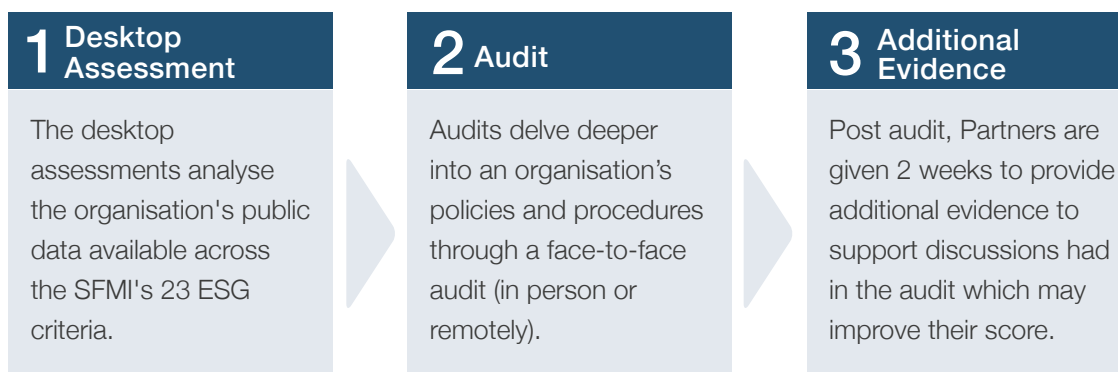 1 Desktop
Assessment
The desktop
assessments analyse
the organisation's public
data available across
the SFMI's 23 ESG
criteria.
2 Audit
Audits delve deeper
into an organisation’s
policies and procedures
through a face-to-face
audit (in person or
remotely).
3 Additional
Evidence
Post audit, Partners are
given 2 weeks to provide
additional evidence to
support discussions had
in the audit which may
improve their score.